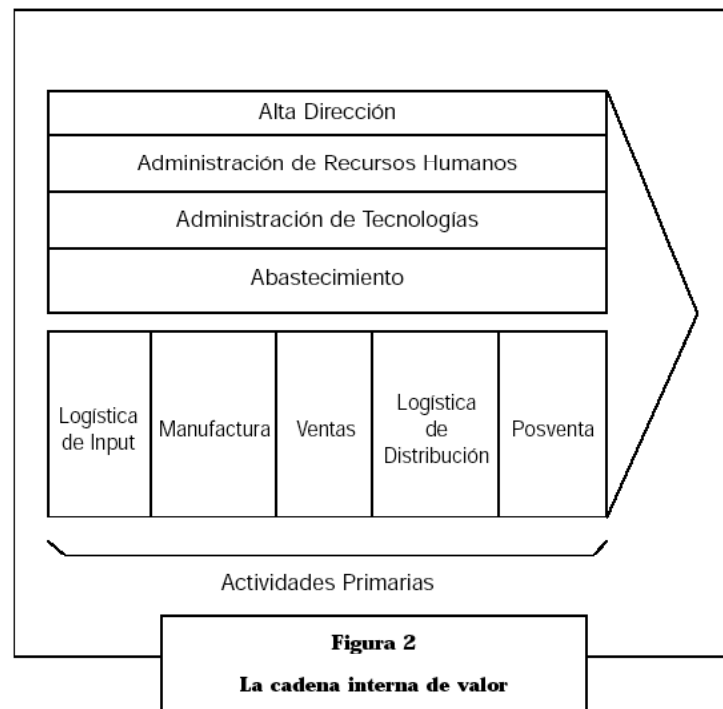 Alta Dirección
Administración de Recursos Humanos
Administración de Tecnologías
Abastecimiento
Logística
de Input
Manufactura
Ventas
Logística
de
Distribución
Posventa
Actividades Primarias
Figura 2
La cadena interna de valor